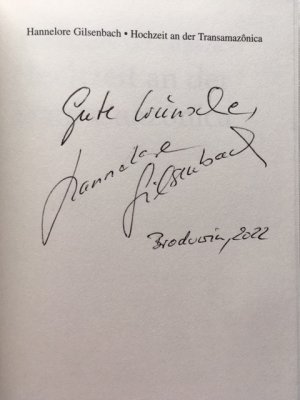 Hannelore Gilsenbach • Hochzeit an der Transamazônica
Gute Wünsche,
Hannelore
Gilsenbach
Brodowin, 2022